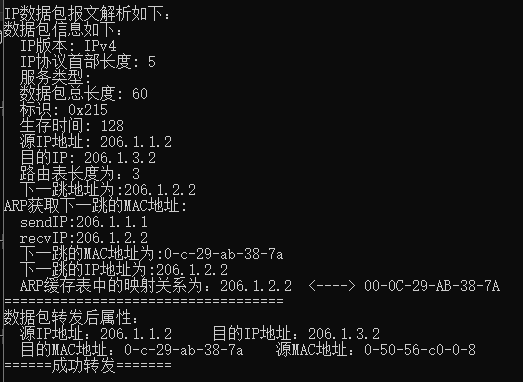 IP数据包报文解析如下:
数据包信息如下:
IP版本: IPv4
IP协议首部长度: 5
服务类型:
数据包总长度: 60
标识: 0x215
生存时间: 128
源IP地址: 206.1.1.2
目的IP: 206.1.3.2
路由表长度为: 3
下一跳地址为:206.1.2.2
ARP获取下一跳的MAC地址:
sendIP:206.1.1.1
recvIP:206.1.2.2
下一跳的MAC地址为:0-c-29-ab-38-7a
下一跳的IP地址为:206.1.2.2
ARP缓存表中的映射关系为: 206.1.2.2 <----> 00-0C-29-AB-38-7A
==================================
数据包转发后属性:
源IP地址: 206.1.1.2 目的IP地址: 206.1.3.2
目的MAC地址: 0-c-29-ab-38-7a 源MAC地址: 0-50-56-c0-0-8
======成功转发=======